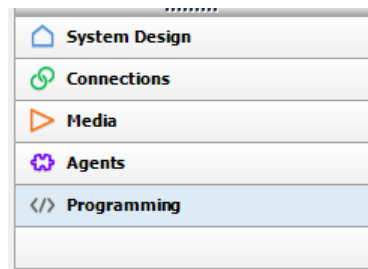 System Design
Connections
Media
Agents
Programming